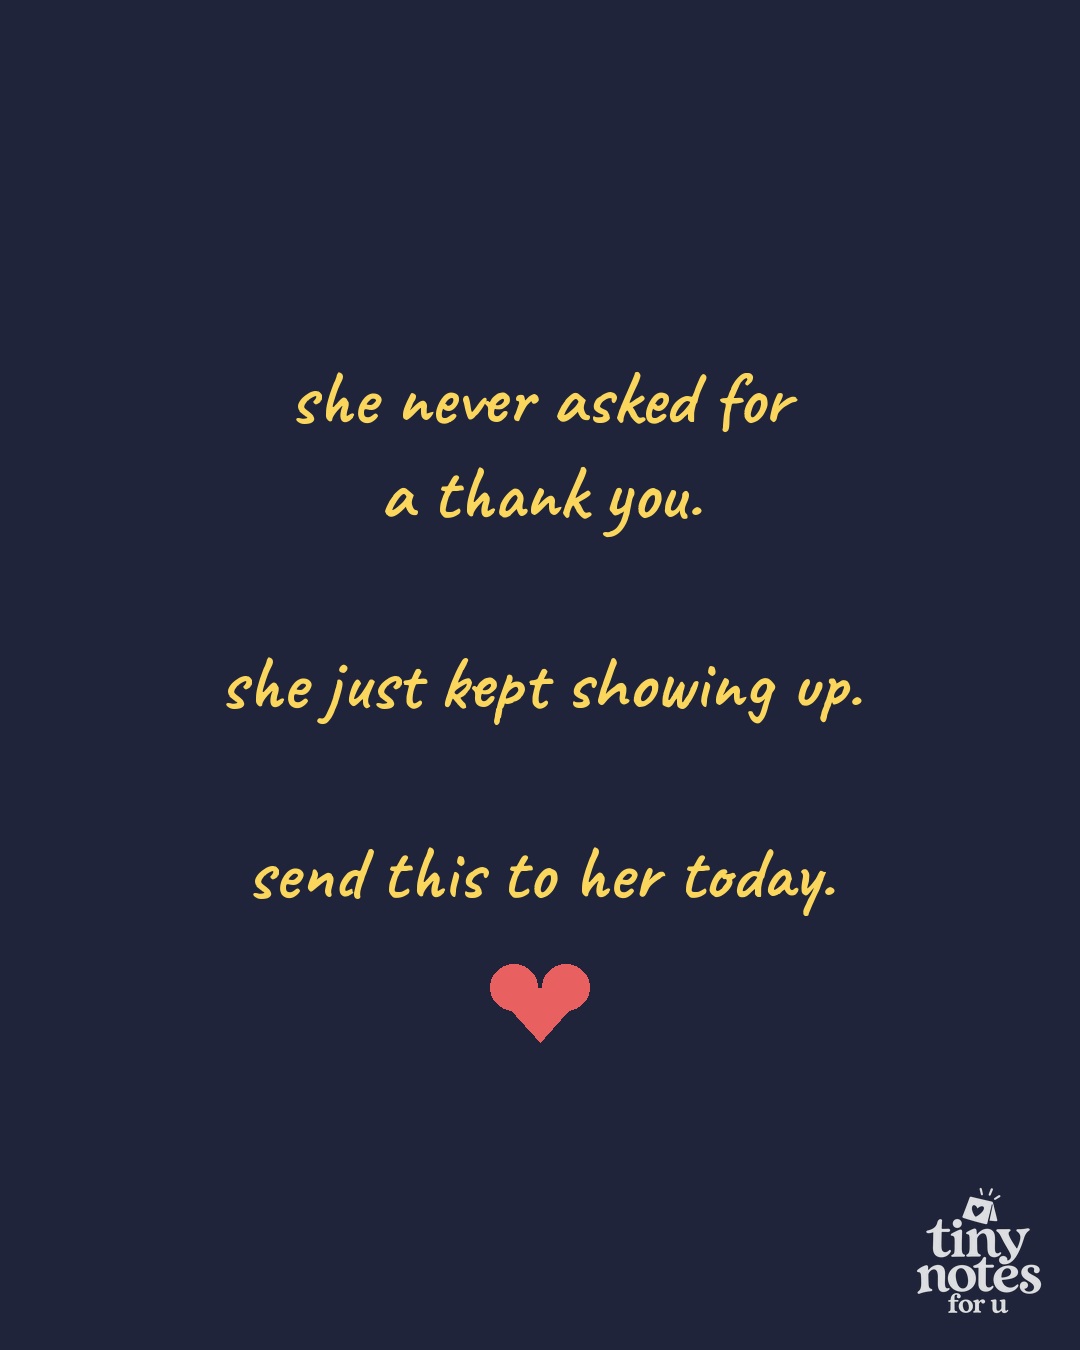 she never asked for
a thank you.
she just kept showing up.
send this to her today.
tiny
notes
for u